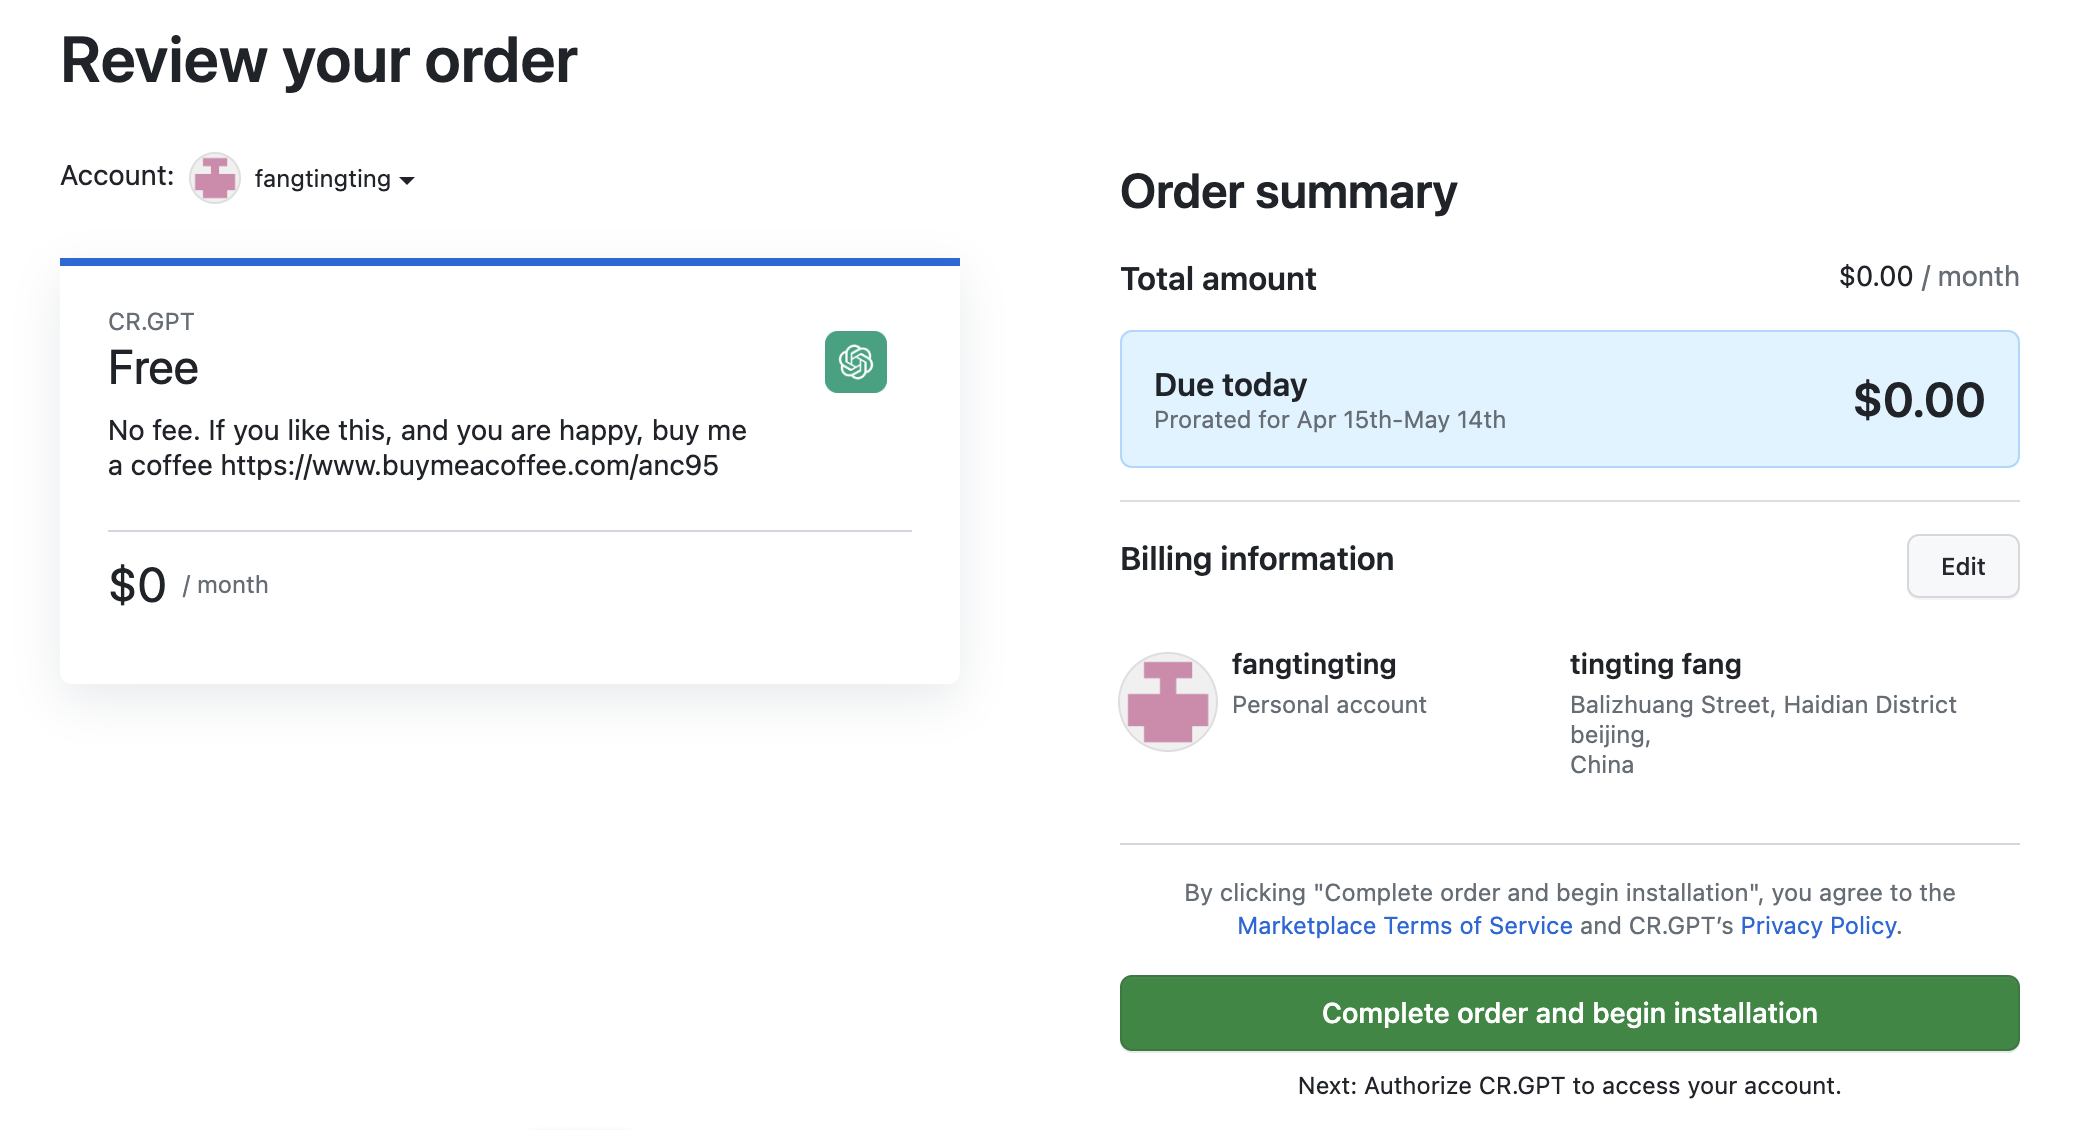 Review your order
Account: fangtingting
CR.GPT
Free
No fee. If you like this, and you are happy, buy me
a coffee https://www.buymeacoffee.com/anc95
$0 / month
Order summary
Total amount $0.00 / month
Due today $0.00
Prorated for Apr 15th-May 14th
Billing information Edit
fangtingting
Personal account
tingting fang
Balizhuang Street, Haidian District
beijing,
China
By clicking "Complete order and begin installation", you agree to the
Marketplace Terms of Service and CR.GPT’s Privacy Policy.
Complete order and begin installation
Next: Authorize CR.GPT to access your account.